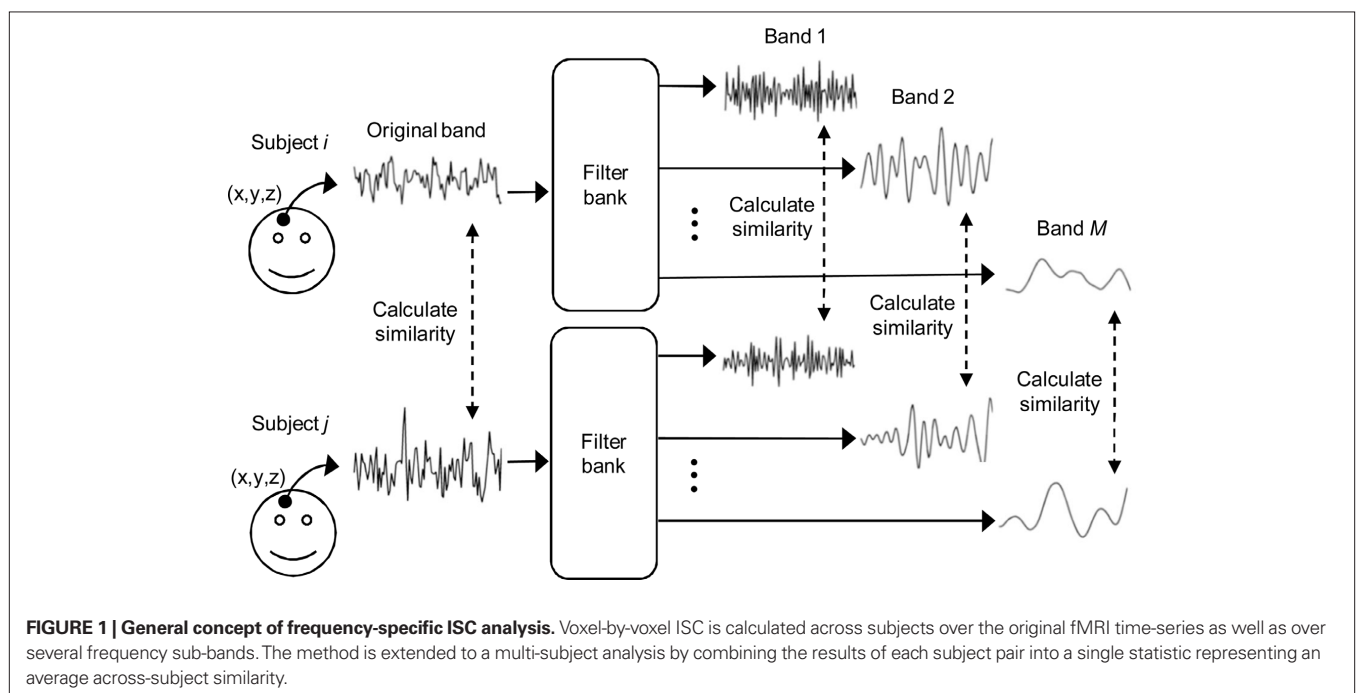 Band 1
Band 2
Subject i
Original band
(x,y,z)
Filter
bank
Calculate
similarity
Band M
Calculate
similarity
Calculate
similarity
Calculate
similarity
Subject j
(x,y,z)
Filter
bank
FIGURE 1 | General concept of frequency-specific ISC analysis. Voxel-by-voxel ISC is calculated across subjects over the original fMRI time-series as well as over
several frequency sub-bands. The method is extended to a multi-subject analysis by combining the results of each subject pair into a single statistic representing an
average across-subject similarity.